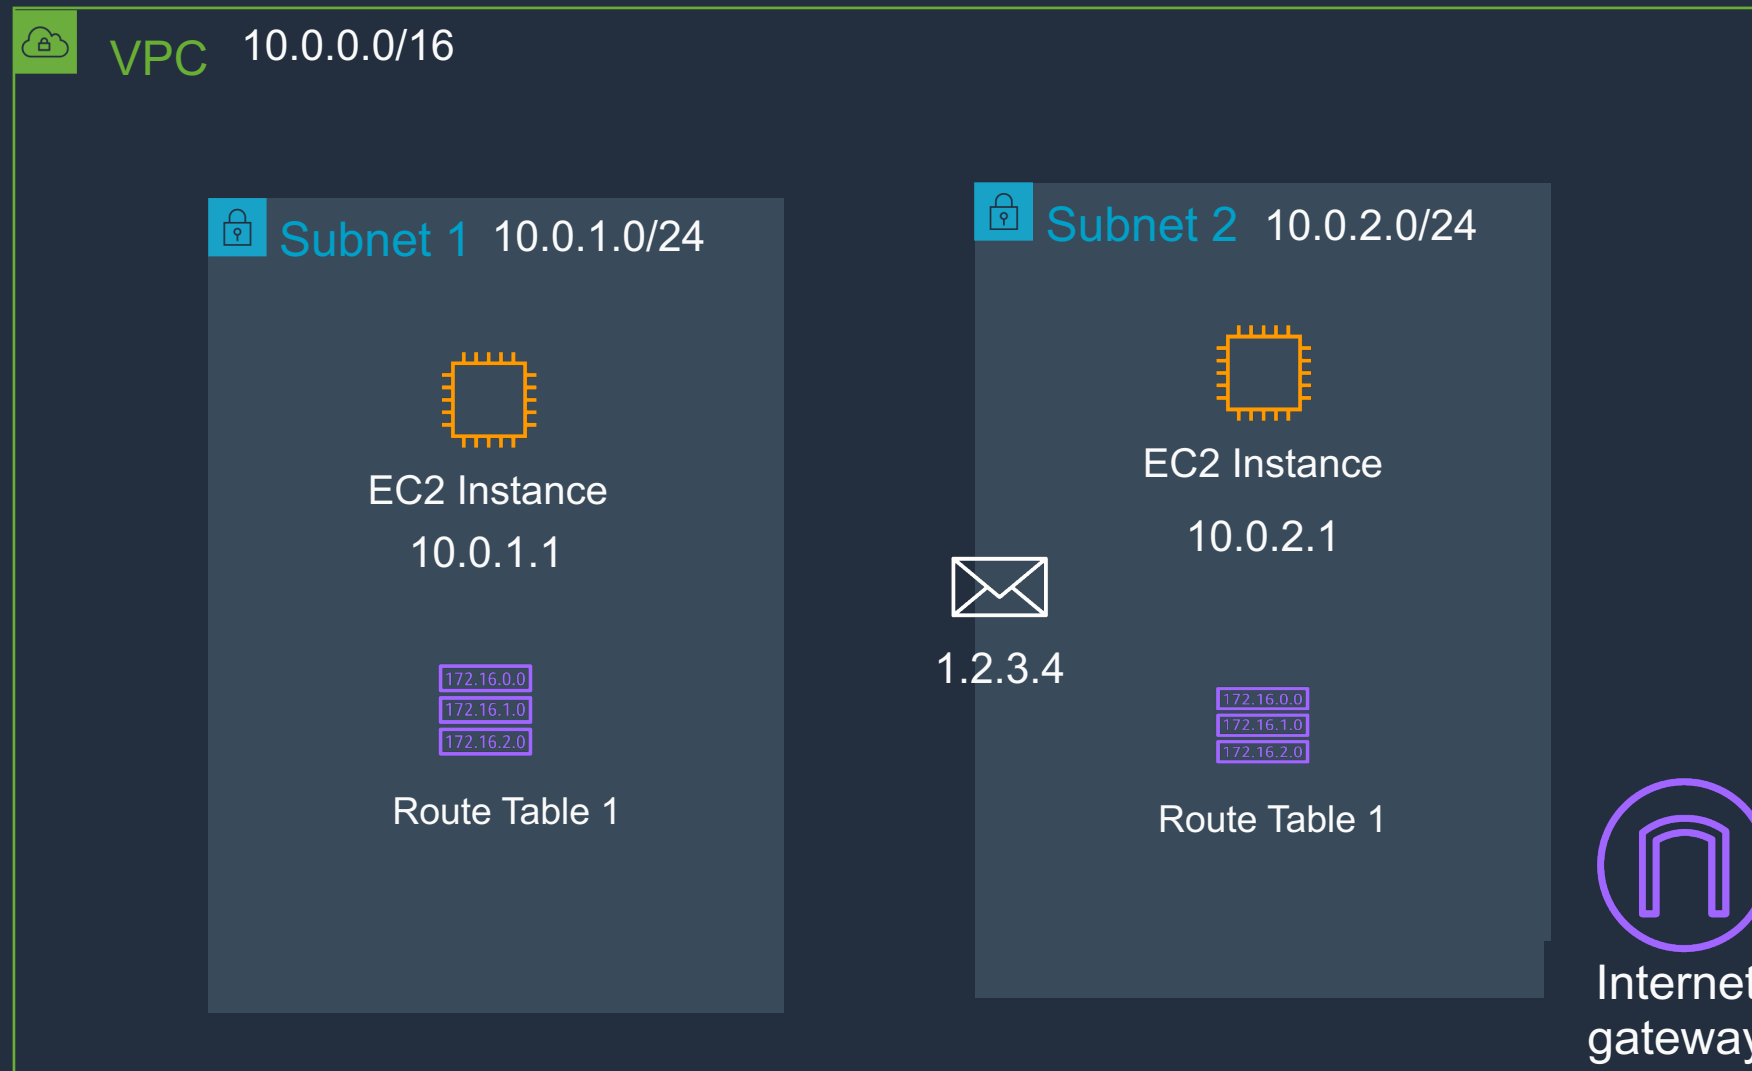 VPC 10.0.0.0/16
Subnet 1 10.0.1.0/24
EC2 Instance
10.0.1.1
172.16.0.0
172.16.1.0
172.16.2.0
Route Table 1
1.2.3.4
Subnet 2 10.0.2.0/24
EC2 Instance
10.0.2.1
172.16.0.0
172.16.1.0
172.16.2.0
Route Table 1
Internet
gateway